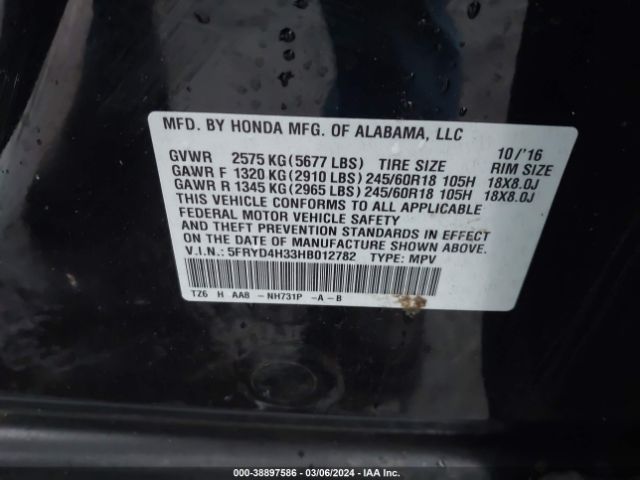 MFD. BY HONDA MFG. OF ALABAMA, LLC 10/'16
GVWR 2575 KG(5677 LBS) TIRE SIZE RIM SIZE
GAWR F 1320 KG(2910 LBS) 245/60R18 105H 18X8.0J
GAWR R 1345 KG(2965 LBS) 245/60R18 105H 18X8.0J
THIS VEHICLE CONFORMS TO ALL APPLICABLE
FEDERAL MOTOR VEHICLE SAFETY
AND THEFT PREVENTION STANDARDS IN EFFECT
ON THE DATE OF MANUFACTURE SHOWN ABOVE.
V.I.N.: 5FRYD4H33HB012782 TYPE: MPV
TZ6 H AAB -NH731P -A-B
000-38897586 — 03/06/2024 — IAA Inc.